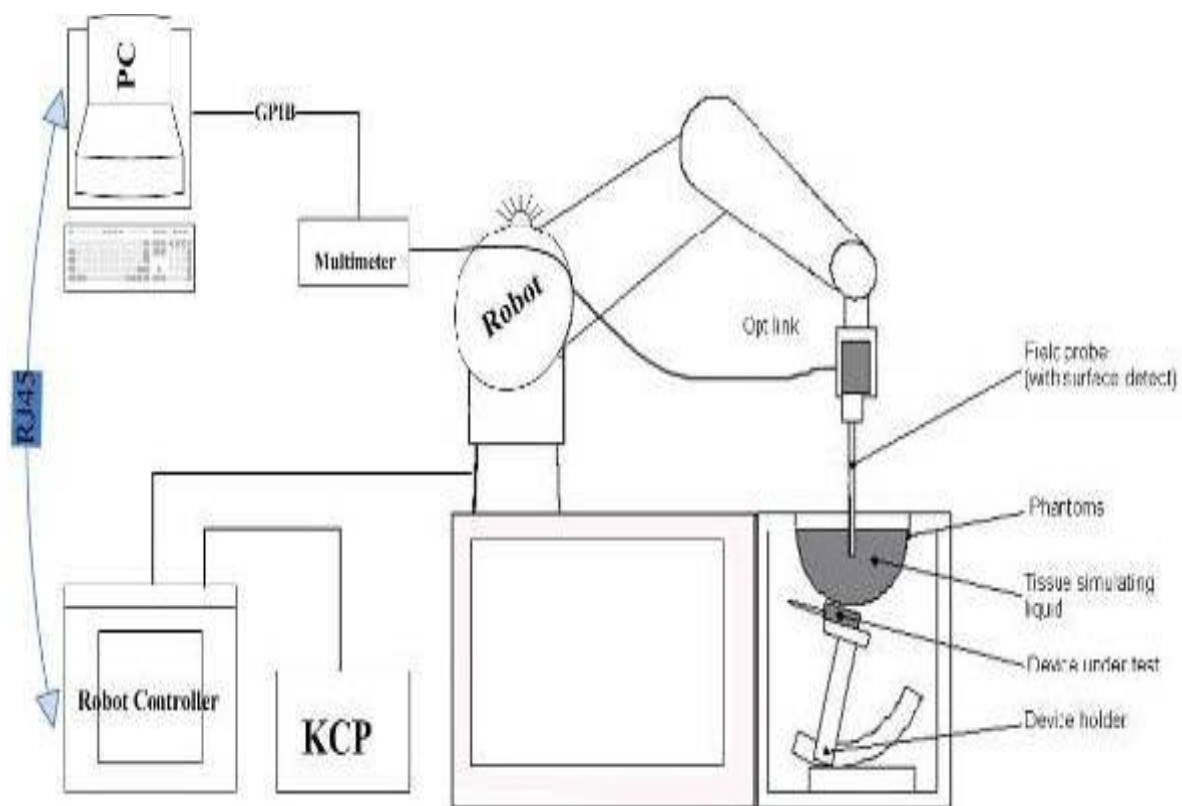 PC
GPIB
Multimeter
Robot
Opt link
Field probe
(with surface detect)
RJ45
Phantoms
Tissue simulating
liquid
Device under test
Device holder
Robot Controller
KCP